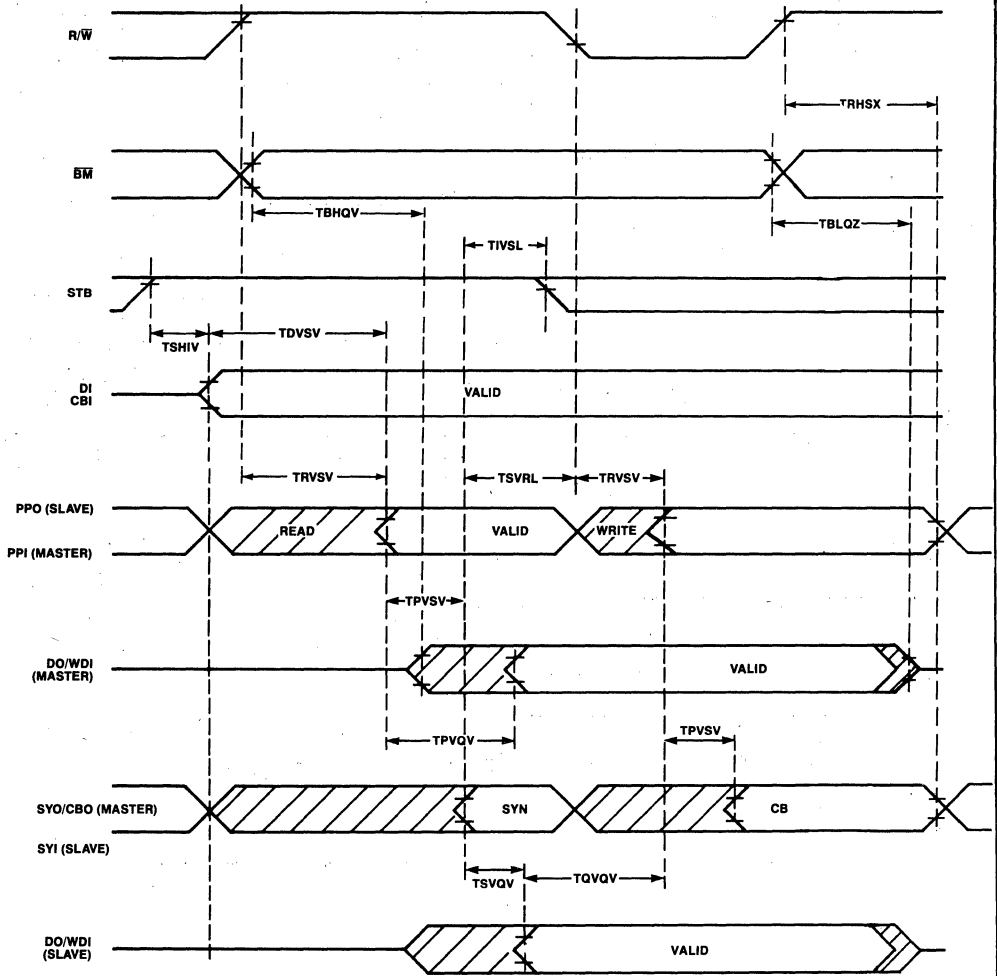 R/W̅
TRHSX
B̅M̅
TBHQV
TBLQZ
TIVSL
STB
TSHIV
TDVSV
DI
CBI
VALID
TRVSV
TSVRL
TRVSV
PPO (SLAVE)
READ
VALID
WRITE
PPI (MASTER)
TPVSV
DO/WDI
(MASTER)
VALID
TPVQV
TPVSV
SYO/CBO (MASTER)
SYN
CB
SYI (SLAVE)
TSVQV
TQVQV
DO/WDI
(SLAVE)
VALID